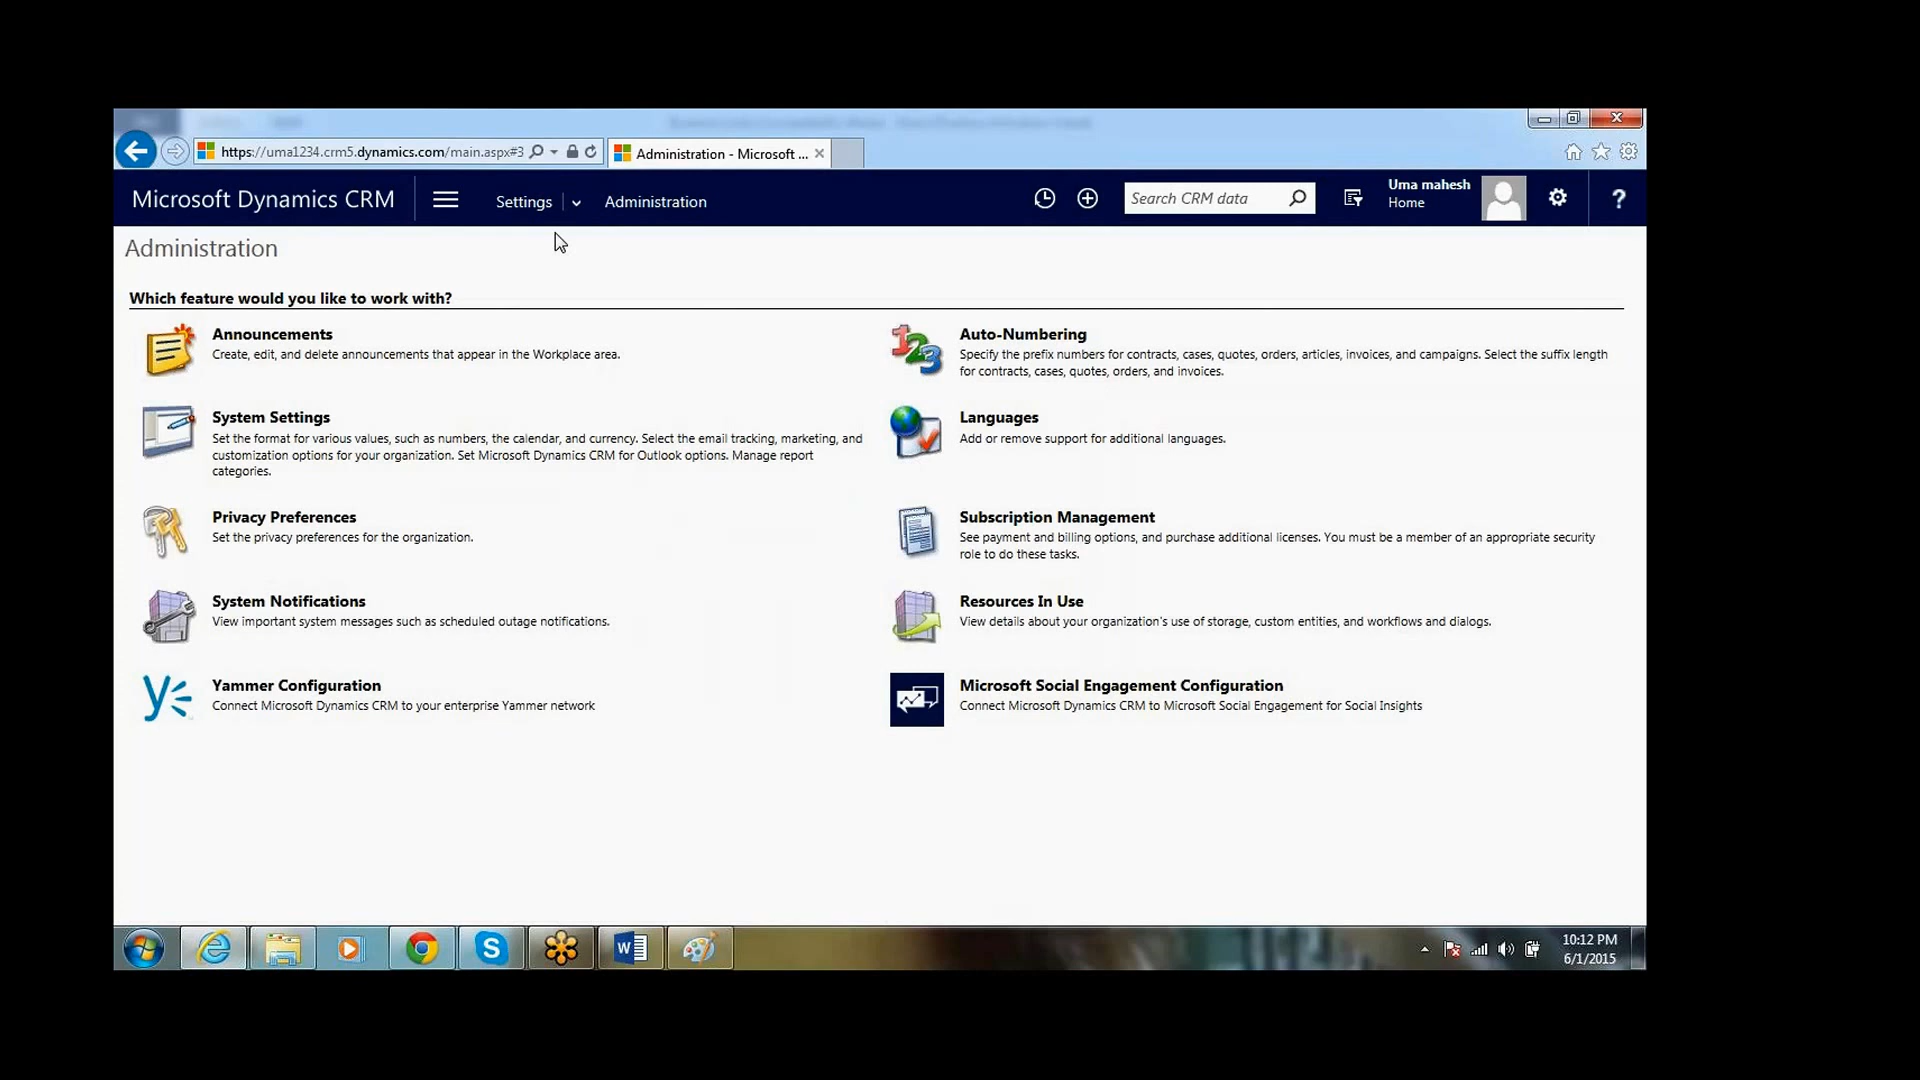 https://uma1234.crm5.dynamics.com/main.aspx#3
Administration - Microsoft ...
Microsoft Dynamics CRM
Settings
Administration
Search CRM data
Uma mahesh
Home
?
Administration
Which feature would you like to work with?
Announcements
Create, edit, and delete announcements that appear in the Workplace area.
Auto-Numbering
Specify the prefix numbers for contracts, cases, quotes, orders, articles, invoices, and campaigns. Select the suffix length
for contracts, cases, quotes, orders, and invoices.
System Settings
Set the format for various values, such as numbers, the calendar, and currency. Select the email tracking, marketing, and
customization options for your organization. Set Microsoft Dynamics CRM for Outlook options. Manage report
categories.
Languages
Add or remove support for additional languages.
Privacy Preferences
Set the privacy preferences for the organization.
Subscription Management
See payment and billing options, and purchase additional licenses. You must be a member of an appropriate security
role to do these tasks.
System Notifications
View important system messages such as scheduled outage notifications.
Resources In Use
View details about your organization's use of storage, custom entities, and workflows and dialogs.
Yammer Configuration
Connect Microsoft Dynamics CRM to your enterprise Yammer network
Microsoft Social Engagement Configuration
Connect Microsoft Dynamics CRM to Microsoft Social Engagement for Social Insights
10:12 PM
6/1/2015